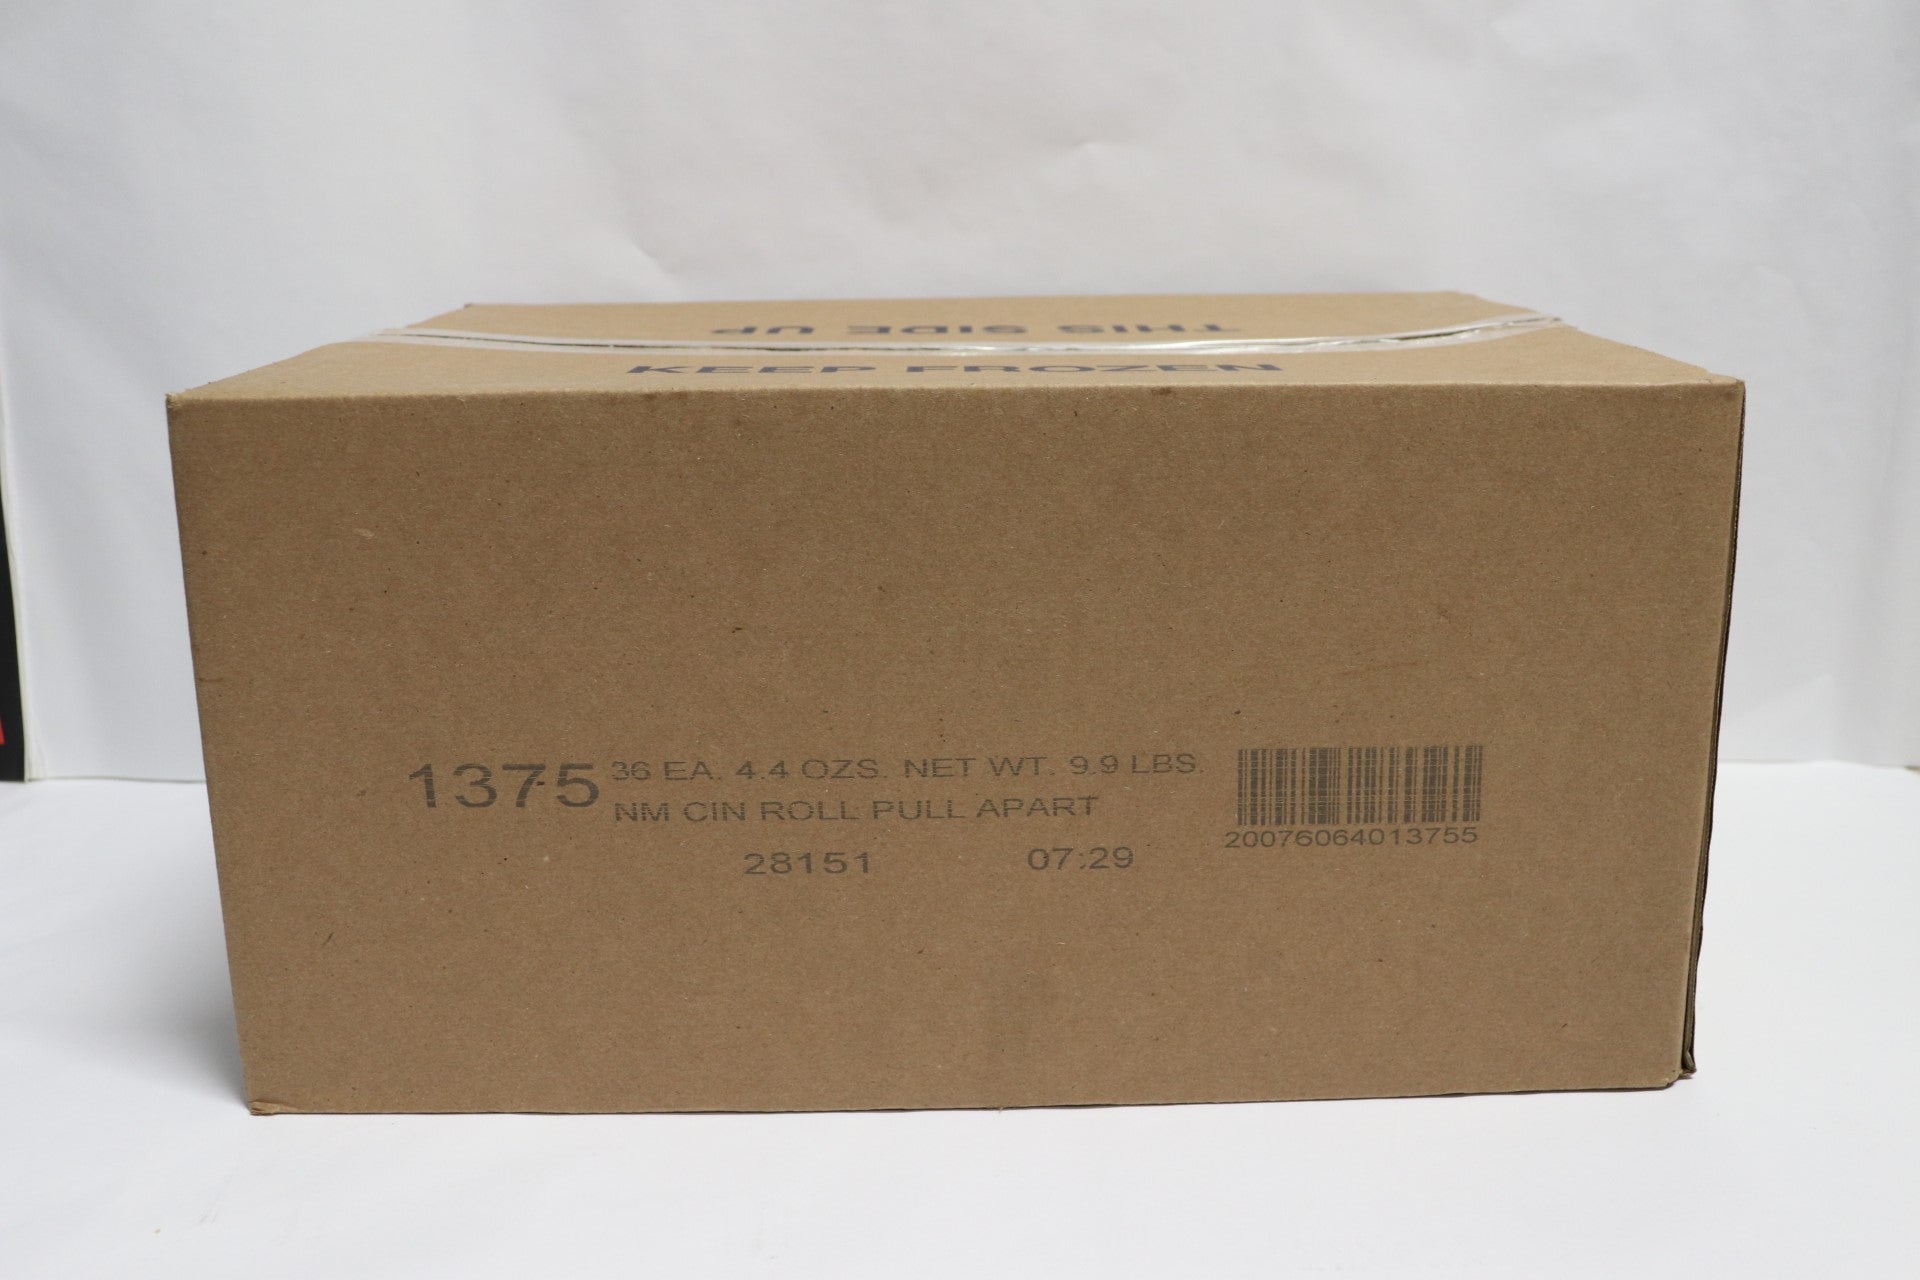 THIS SIDE UP
KEEP FROZEN
1375 36 EA. 4.4 OZS. NET WT. 9.9 LBS.
NM CIN ROLL PULL APART
28151 07:29
20076064013755